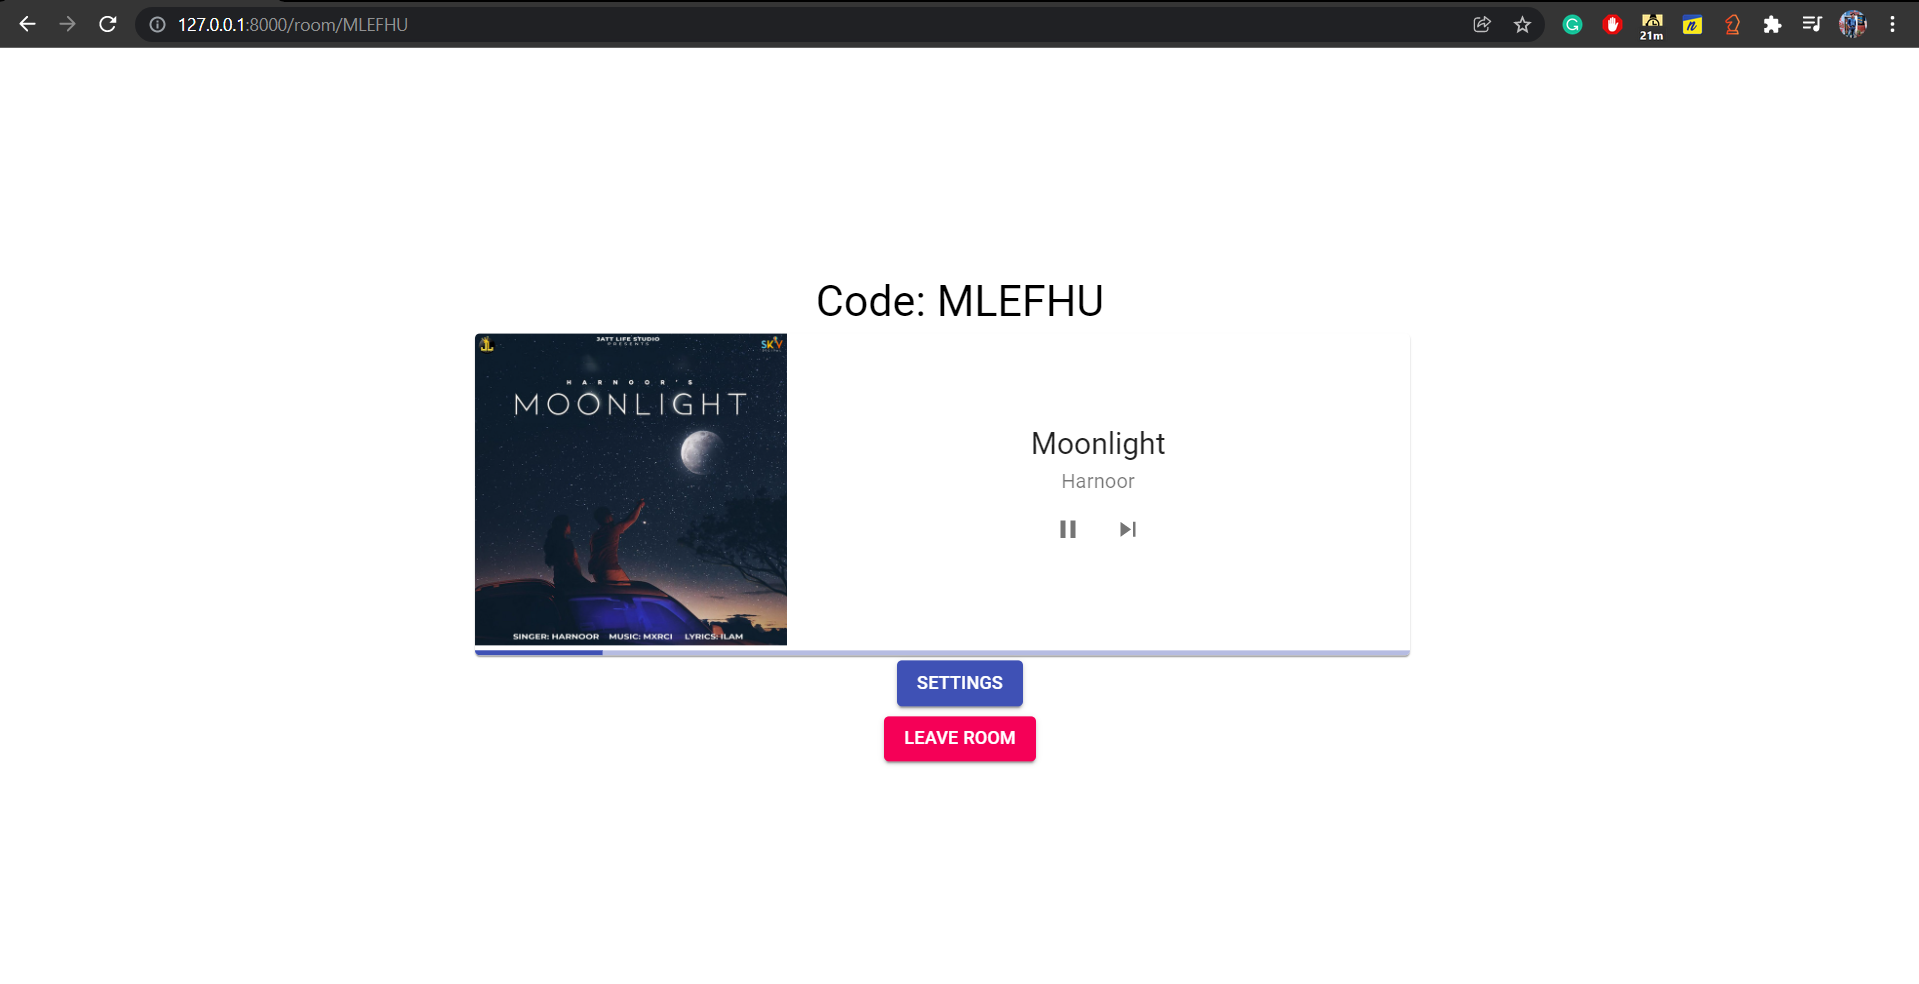 127.0.0.1:8000/room/MLEFHU
21m
Code: MLEFHU
JATT LIFE STUDIO
PRESENTS
SKV
HARNOOR'S
MOONLIGHT
SINGER: HARNOOR MUSIC: MXRCI LYRICS: ILAM
Moonlight
Harnoor
SETTINGS
LEAVE ROOM